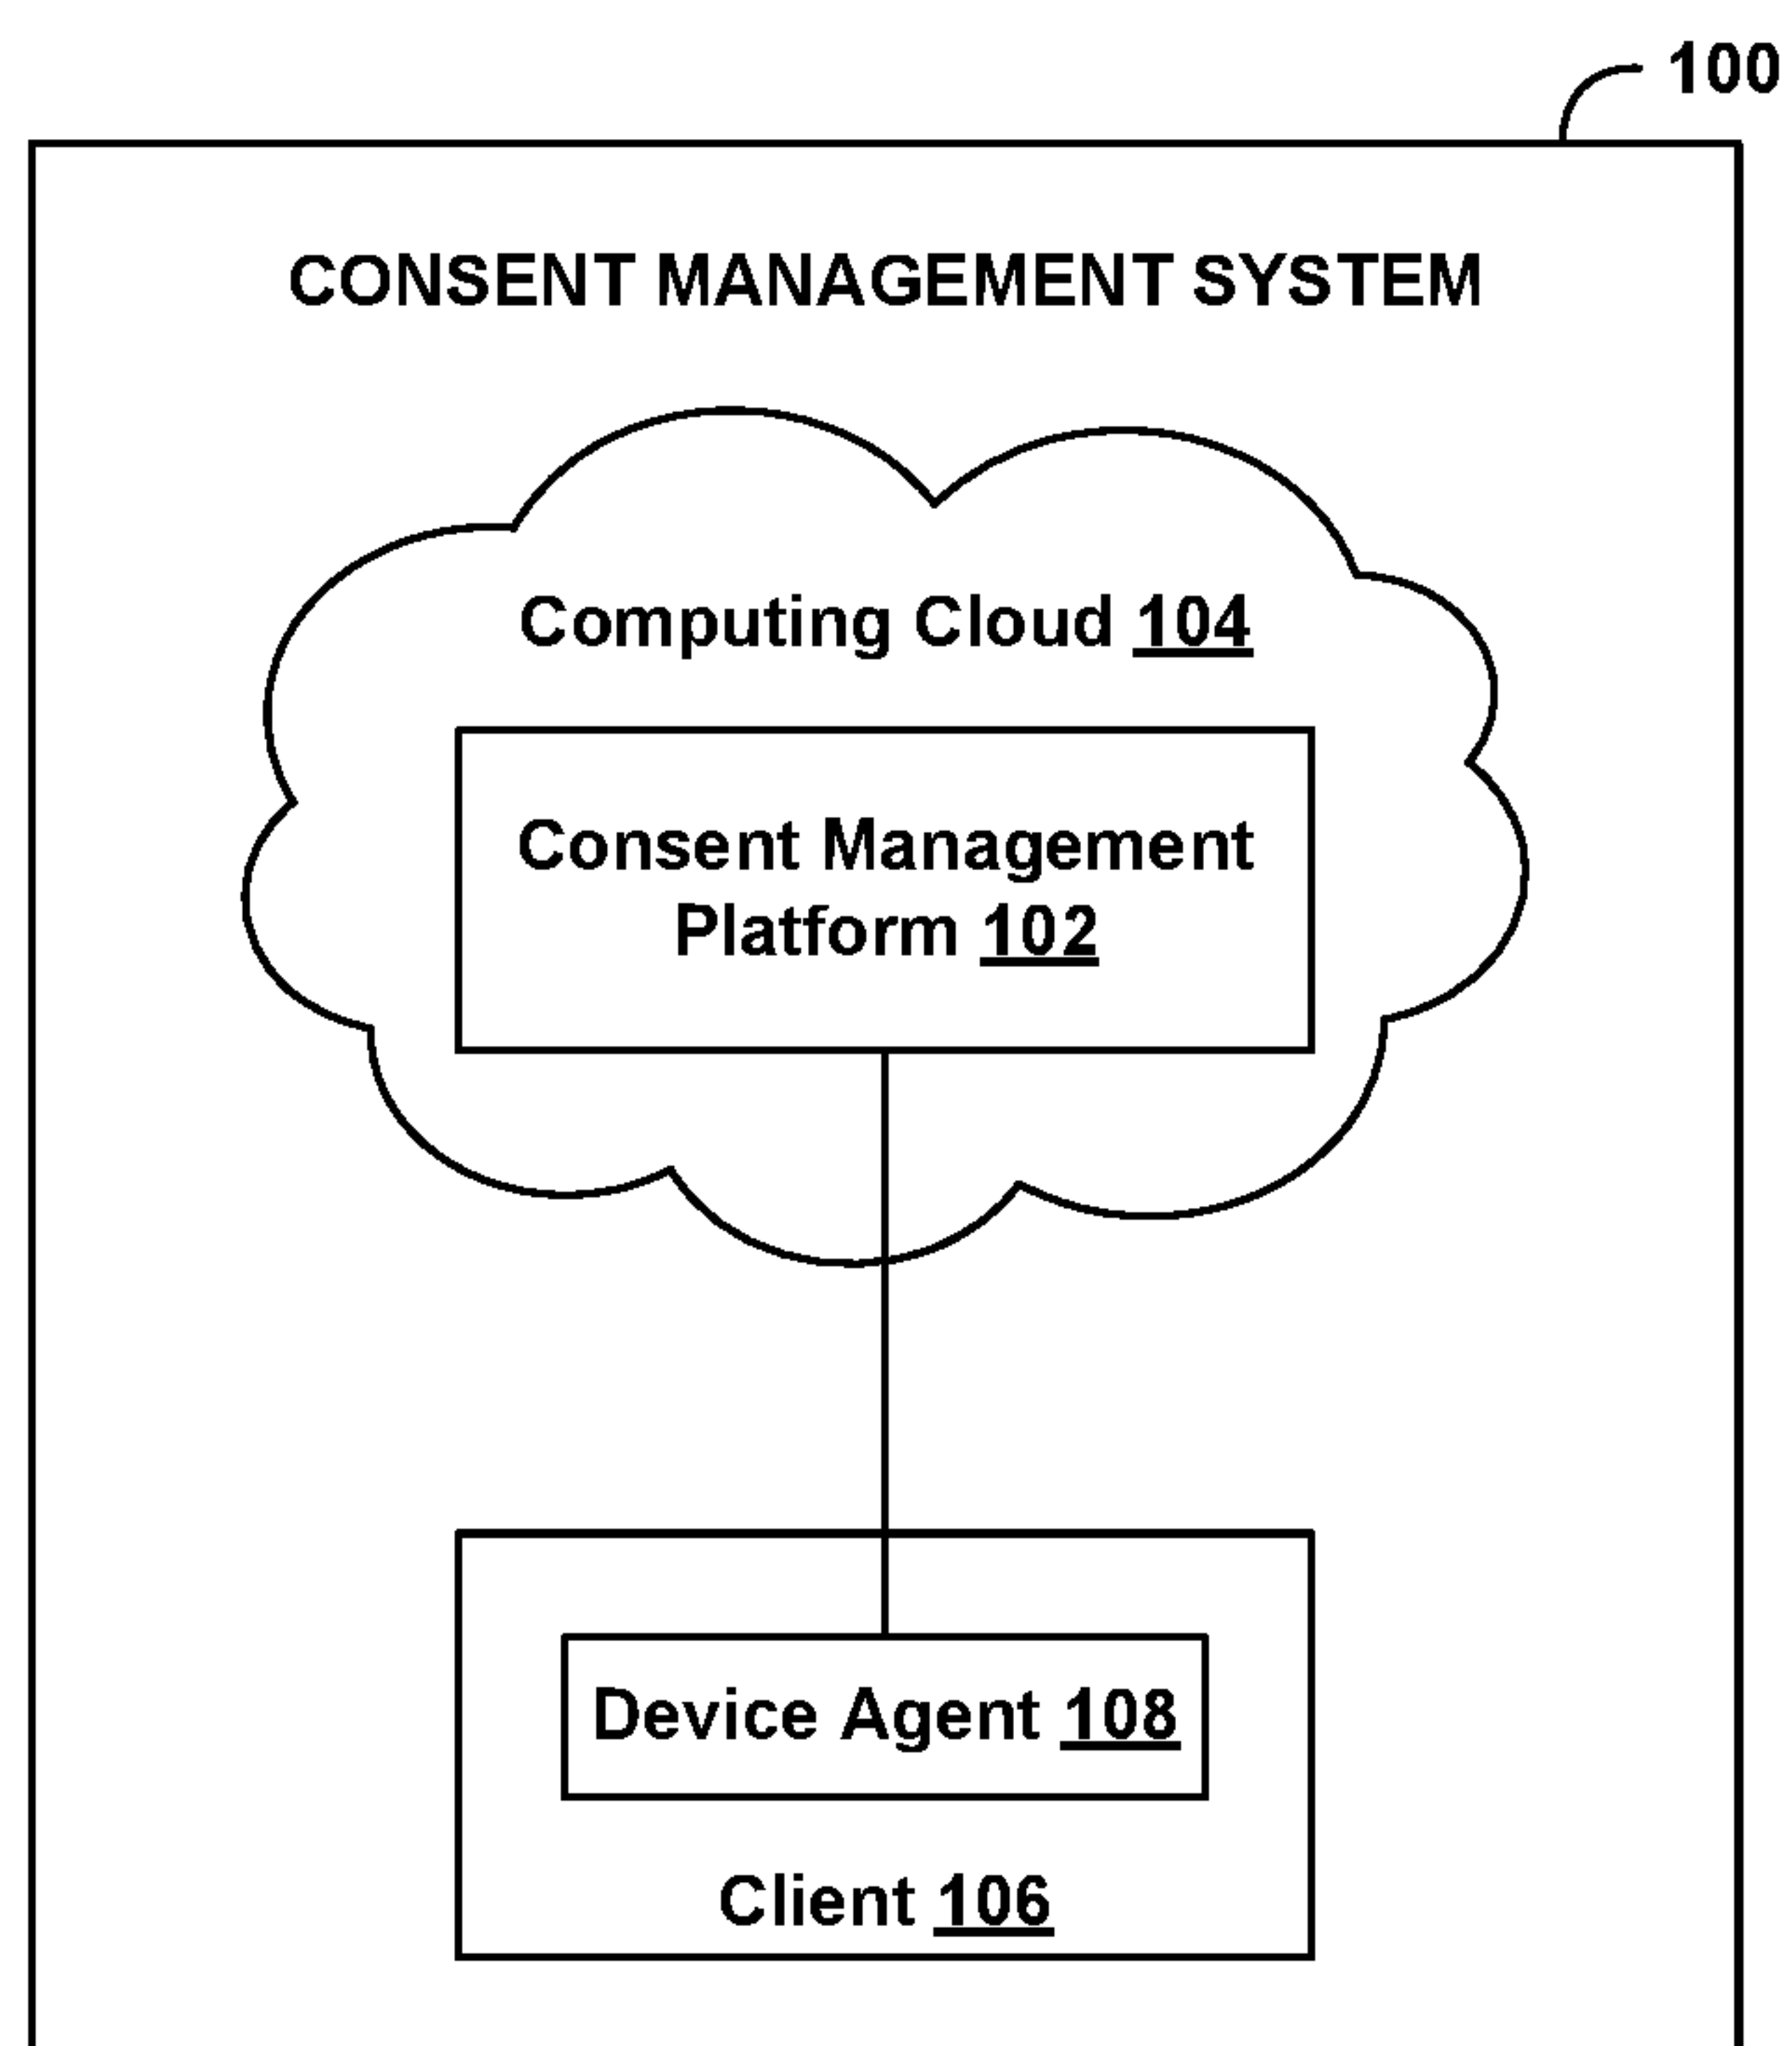 100
CONSENT MANAGEMENT SYSTEM
Computing Cloud 104
Consent Management
Platform 102
Device Agent 108
Client 106